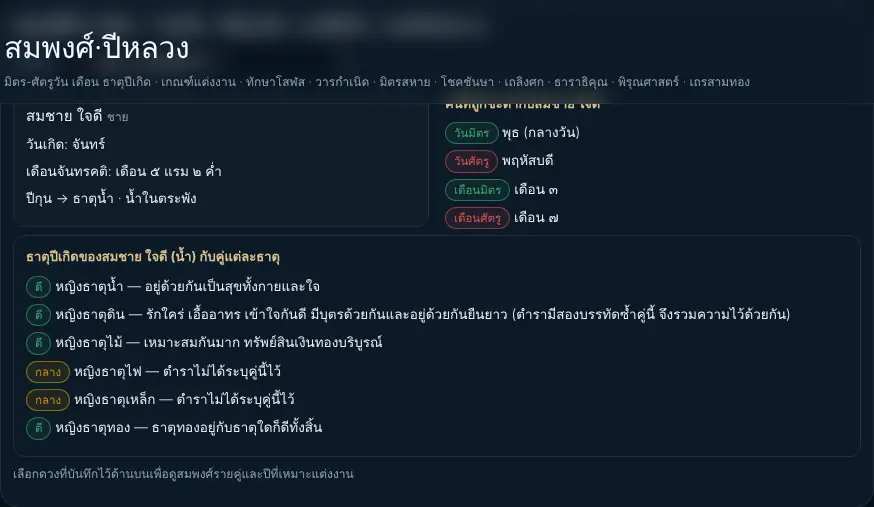 สมพงศ์·ปีหลวง
มิตร-ศัตรูวัน เดือน ธาตุปีเกิด · เกณฑ์แต่งงาน · ทักษาโสฬส · วารกำเนิด · มิตรสหาย · โชคชันษา · เถลิงศก · ธาราธิคุณ · พิรุณศาสตร์ · เถรสามทอง
สมชาย ใจดี ชาย
วันเกิด: จันทร์
เดือนจันทรคติ: เดือน ๕ แรม ๒ ค่ำ
ปีกุน → ธาตุน้ำ · น้ำในตระพัง
วันมิตร พุธ (กลางวัน)
วันศัตรู พฤหัสบดี
เดือนมิตร เดือน ๓
เดือนศัตรู เดือน ๗
ธาตุปีเกิดของสมชาย ใจดี (น้ำ) กับคู่แต่ละธาตุ
ดี หญิงธาตุน้ำ — อยู่ด้วยกันเป็นสุขทั้งกายและใจ
ดี หญิงธาตุดิน — รักใคร่ เอื้ออาทร เข้าใจกันดี มีบุตรด้วยกันและอยู่ด้วยกันยืนยาว (ตำรามีสองบรรทัดซ้ำคู่นี้ จึงรวมความไว้ด้วยกัน)
ดี หญิงธาตุไม้ — เหมาะสมกันมาก ทรัพย์สินเงินทองบริบูรณ์
กลาง หญิงธาตุไฟ — ตำราไม่ได้ระบุคู่นี้ไว้
กลาง หญิงธาตุเหล็ก — ตำราไม่ได้ระบุคู่นี้ไว้
ดี หญิงธาตุทอง — ธาตุทองอยู่กับธาตุใดก็ดีทั้งสิ้น
เลือกดวงที่บันทึกไว้ด้านบนเพื่อดูสมพงศ์รายคู่และปีที่เหมาะแต่งงาน